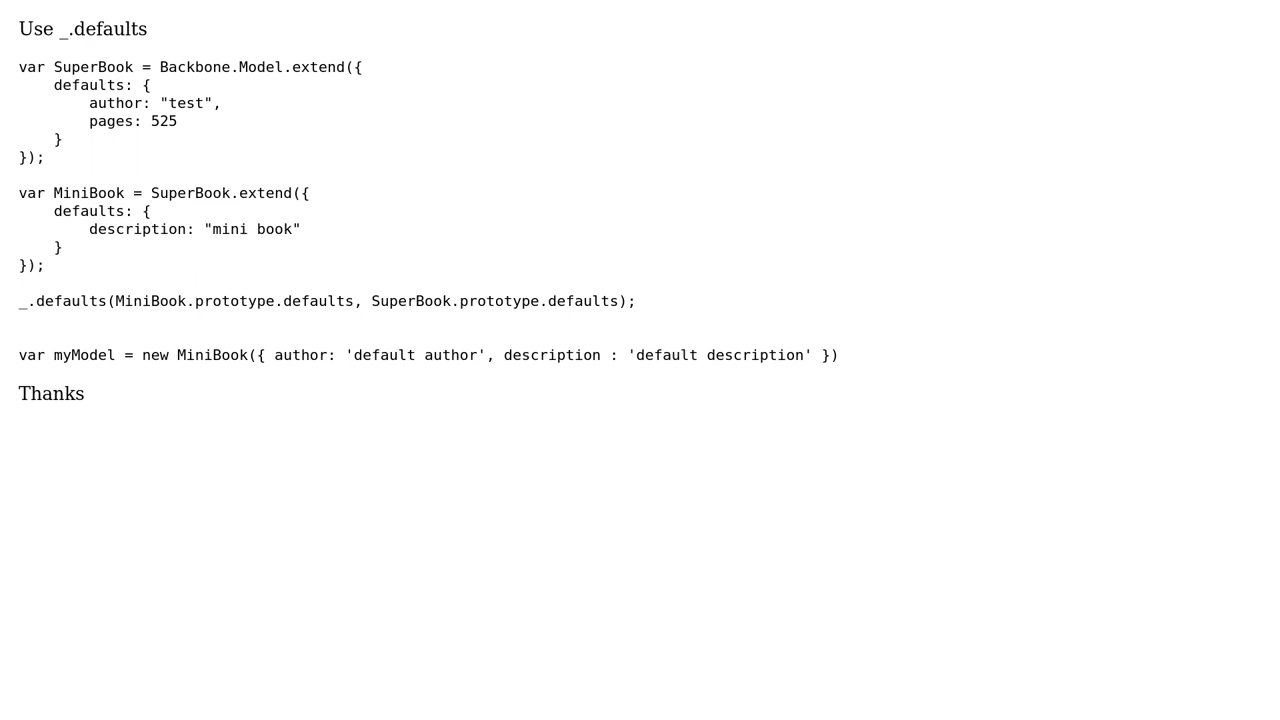 Use _.defaults
var SuperBook = Backbone.Model.extend({
    defaults: {
        author: "test",
        pages: 525
    }
});
var MiniBook = SuperBook.extend({
    defaults: {
        description: "mini book"
    }
});
_.defaults(MiniBook.prototype.defaults, SuperBook.prototype.defaults);
var myModel = new MiniBook({ author: 'default author', description : 'default description' })
Thanks